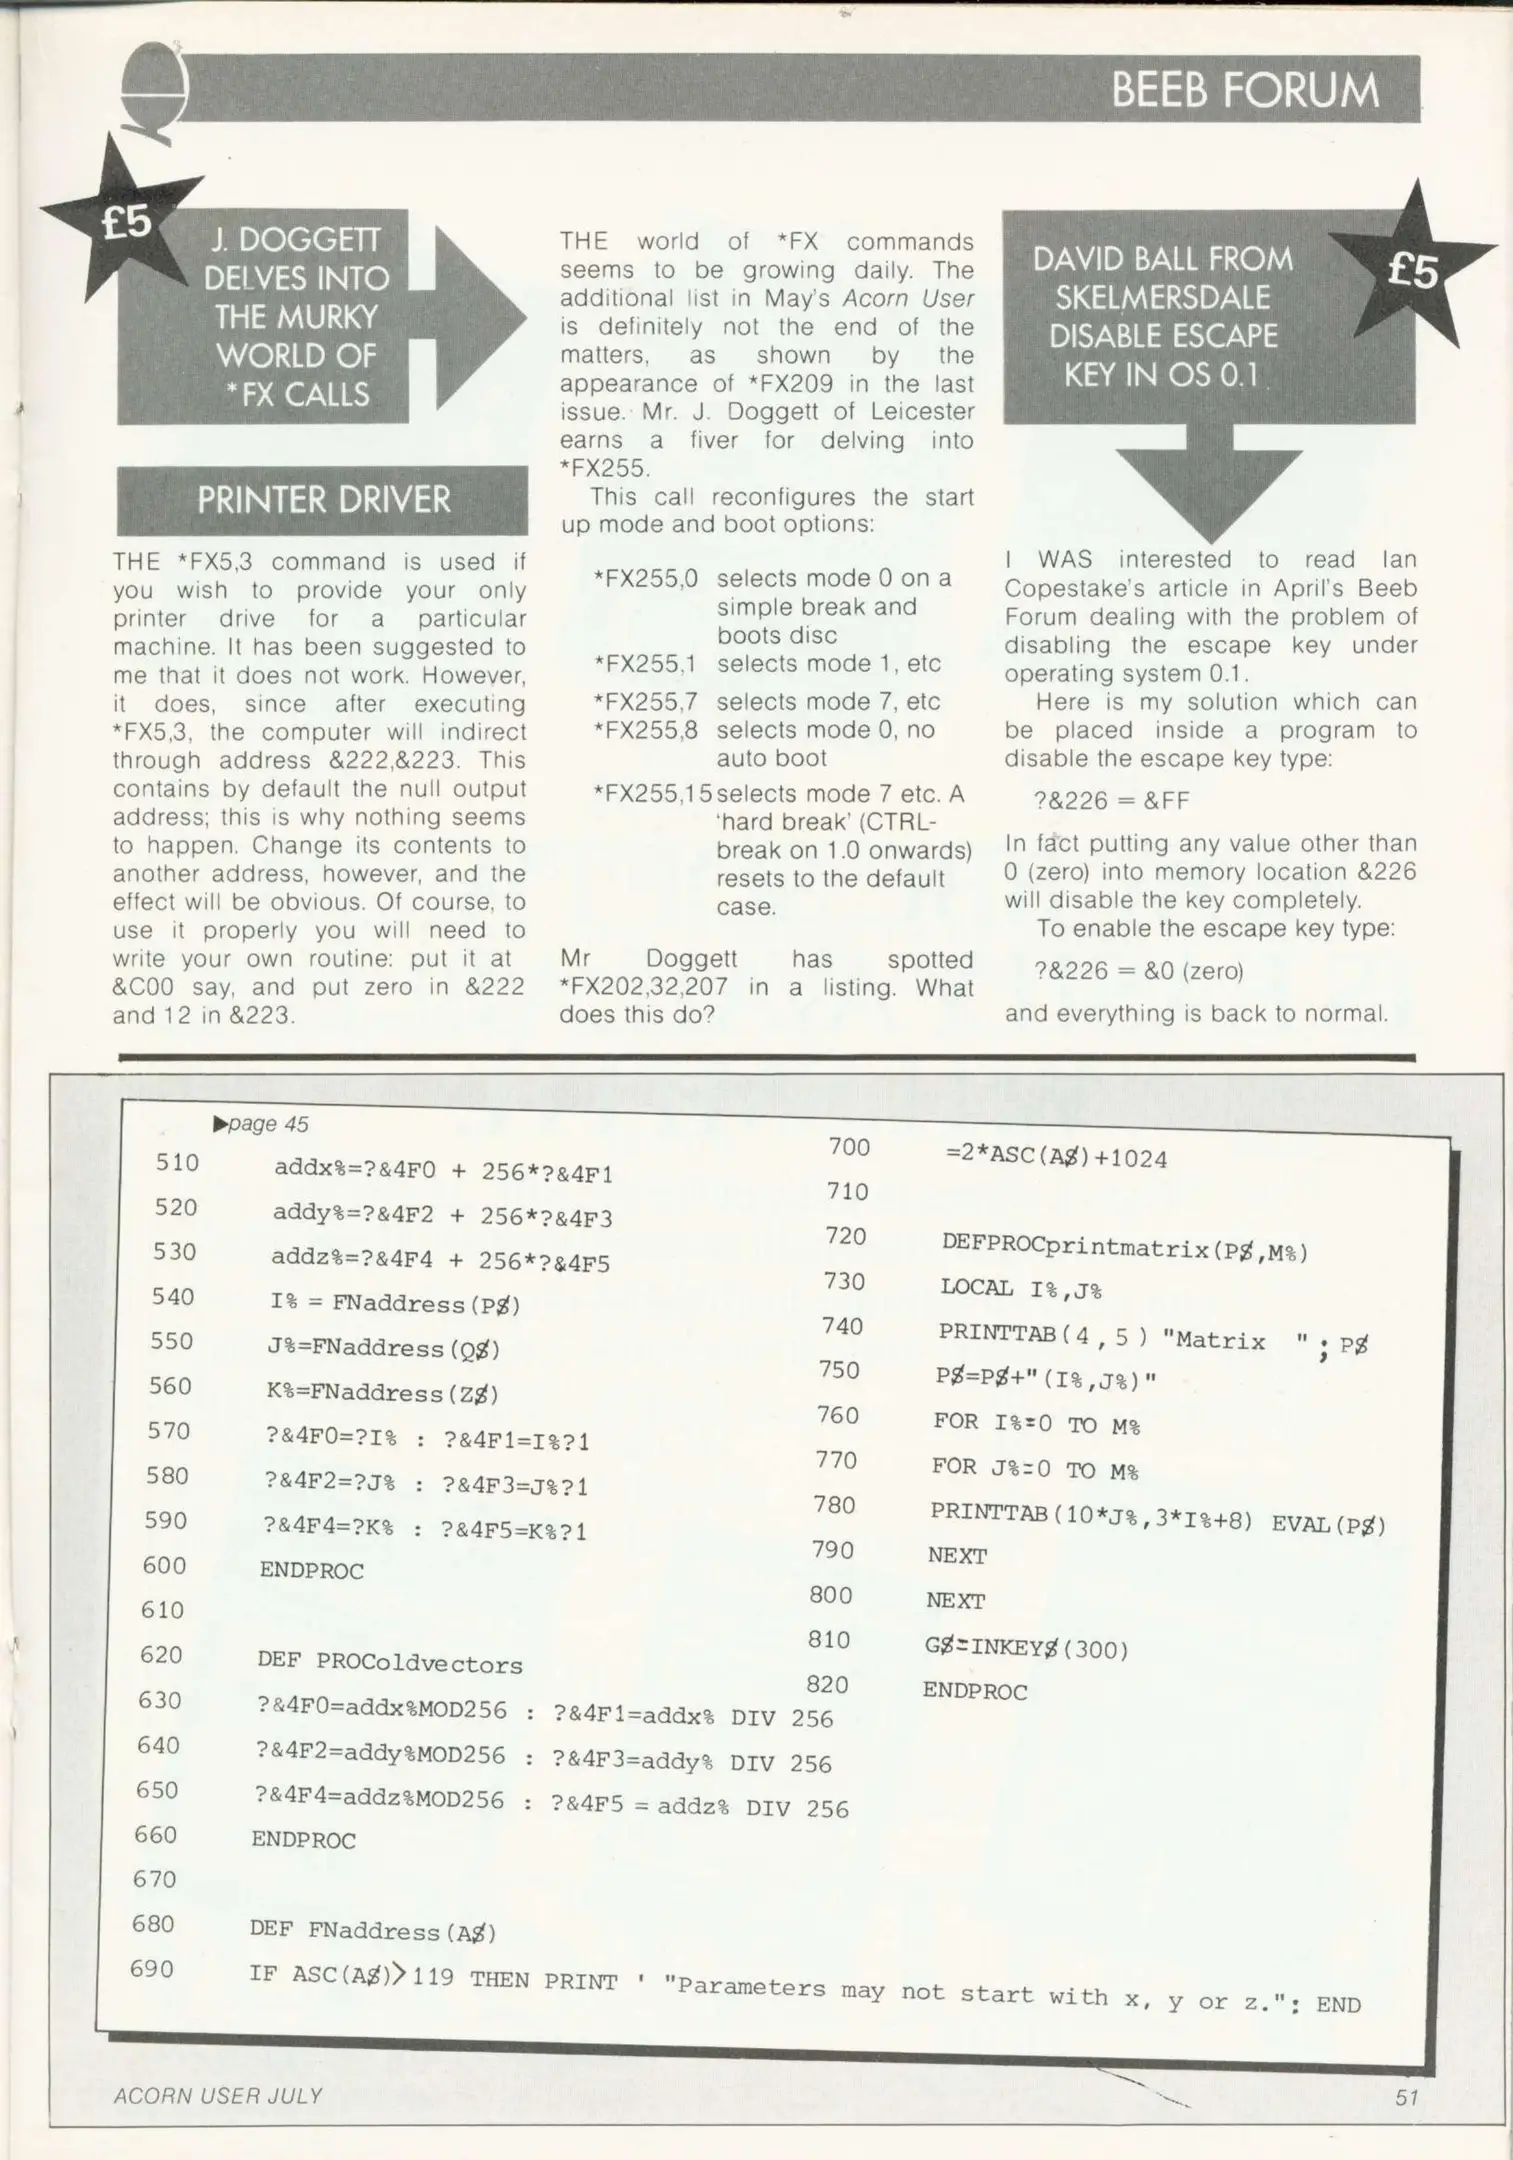 BEEB FORUM
£5
J. DOGGETT
DELVES INTO
THE MURKY
WORLD OF
*FX CALLS
PRINTER DRIVER
THE *FX5,3 command is used if
you wish to provide your only
printer drive for a particular
machine. It has been suggested to
me that it does not work. However,
it does, since after executing
*FX5,3, the computer will indirect
through address &222,&223. This
contains by default the null output
address; this is why nothing seems
to happen. Change its contents to
another address, however, and the
effect will be obvious. Of course, to
use it properly you will need to
write your own routine: put it at
&C00 say, and put zero in &222
and 12 in &223.
THE world of *FX commands
seems to be growing daily. The
additional list in May's Acorn User
is definitely not the end of the
matters, as shown by the
appearance of *FX209 in the last
issue. Mr. J. Doggett of Leicester
earns a fiver for delving into
*FX255.
This call reconfigures the start
up mode and boot options:
*FX255,0 selects mode 0 on a
simple break and
boots disc
*FX255,1 selects mode 1, etc
*FX255,7 selects mode 7, etc
*FX255,8 selects mode 0, no
auto boot
*FX255,15 selects mode 7 etc. A
'hard break' (CTRL-
break on 1.0 onwards)
resets to the default
case.
Mr Doggett has spotted
*FX202,32,207 in a listing. What
does this do?
DAVID BALL FROM
SKELMERSDALE
DISABLE ESCAPE
KEY IN OS 0.1
£5
I WAS interested to read Ian
Copestake's article in April's Beeb
Forum dealing with the problem of
disabling the escape key under
operating system 0.1.
Here is my solution which can
be placed inside a program to
disable the escape key type:
?&226 = &FF
In fact putting any value other than
0 (zero) into memory location &226
will disable the key completely.
To enable the escape key type:
?&226 = &0 (zero)
and everything is back to normal.
▶page 45
510 addx%=?&4F0 + 256*?&4F1
520 addy%=?&4F2 + 256*?&4F3
530 addz%=?&4F4 + 256*?&4F5
540 I% = FNaddress(P$)
550 J%=FNaddress(Q$)
560 K%=FNaddress(Z$)
570 ?&4F0=?I% : ?&4F1=I%?1
580 ?&4F2=?J% : ?&4F3=J%?1
590 ?&4F4=?K% : ?&4F5=K%?1
600 ENDPROC
610
620 DEF PROColdvectors
630 ?&4F0=addx%MOD256 : ?&4F1=addx% DIV 256
640 ?&4F2=addy%MOD256 : ?&4F3=addy% DIV 256
650 ?&4F4=addz%MOD256 : ?&4F5 = addz% DIV 256
660 ENDPROC
670
680 DEF FNaddress(A$)
690 IF ASC(A$)>119 THEN PRINT ' "Parameters may not start with x, y or z.": END
700 =2*ASC(A$)+1024
710
720 DEFPROCprintmatrix(P$,M%)
730 LOCAL I%,J%
740 PRINTTAB(4,5) "Matrix ";P$
750 P$=P$+"(I%,J%)"
760 FOR I%=0 TO M%
770 FOR J%=0 TO M%
780 PRINTTAB(10*J%,3*I%+8) EVAL(P$)
790 NEXT
800 NEXT
810 G$=INKEY$(300)
820 ENDPROC
ACORN USER JULY
51